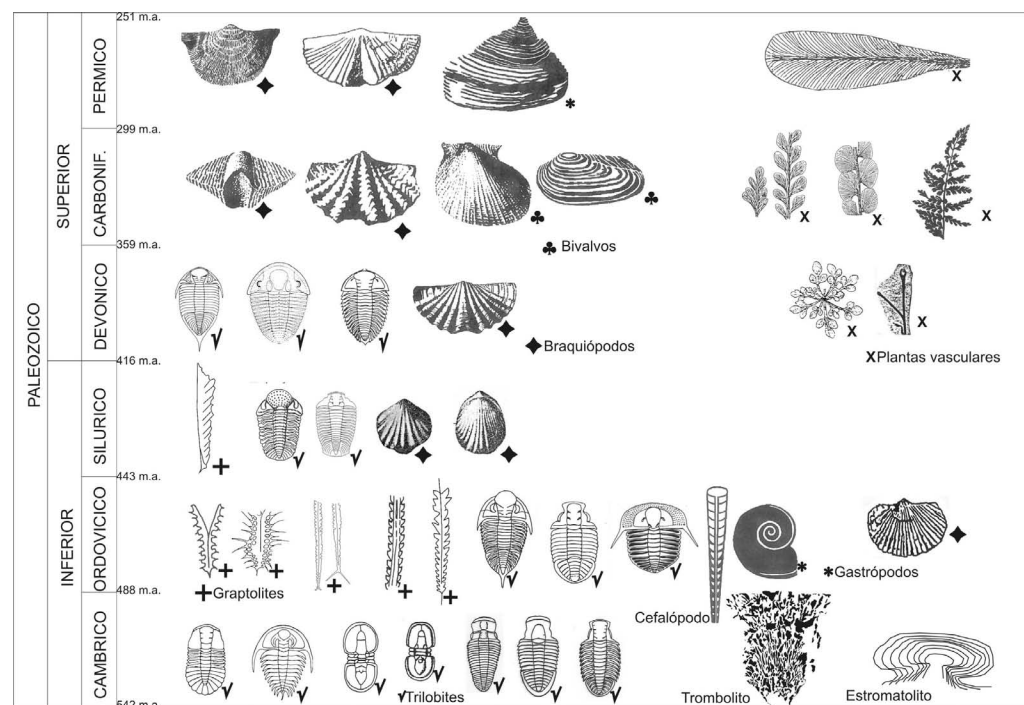 251 m.a.
PALEOZOICO
SUPERIOR
PERMICO
*
X
299 m.a.
CARBONIF.
X
X
X
359 m.a.
♣ Bivalvos
DEVONICO
√
√
√
X
X
✦Braquiópodos
XPlantas vasculares
416 m.a.
INFERIOR
SILURICO
+
√
√
443 m.a.
ORDOVICICO
+
+
+
+
+
√
√
√
*
*Gastrópodos
488 m.a.
+Graptolites
Cefalópodo
CAMBRICO
√
√
√
√
√
√
√
√Trilobites
Trombolito
Estromatolito
542 m.a.